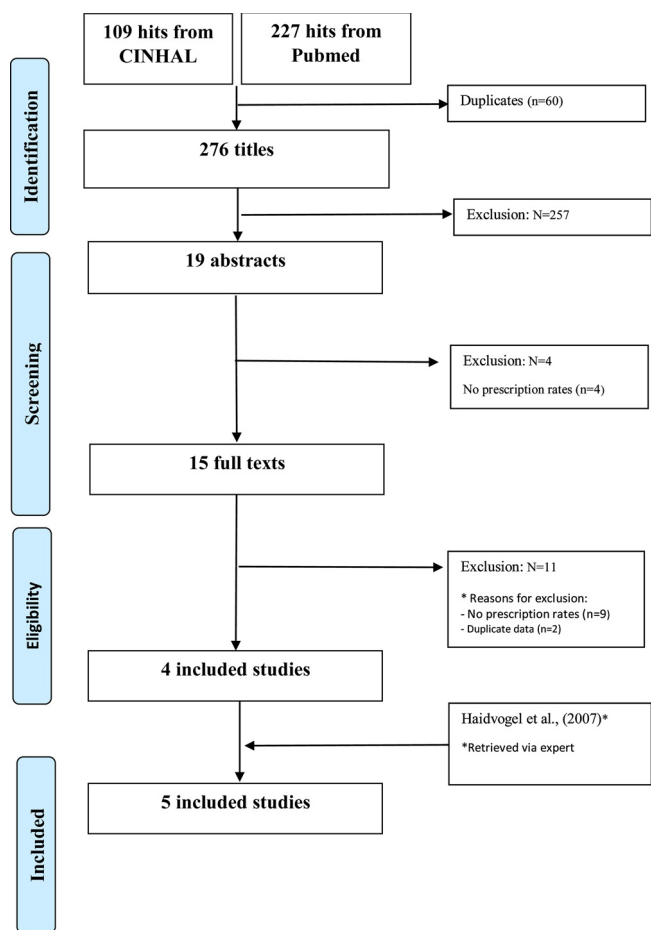 109 hits from
CINHAL
227 hits from
Pubmed
Duplicates (n=60)
Identification
276 titles
Exclusion: N=257
19 abstracts
Screening
Exclusion: N=4
No prescription rates (n=4)
15 full texts
Eligibility
Exclusion: N=11
* Reasons for exclusion:
- No prescription rates (n=9)
- Duplicate data (n=2)
4 included studies
Haidvogel et al., (2007)*
*Retrieved via expert
Included
5 included studies